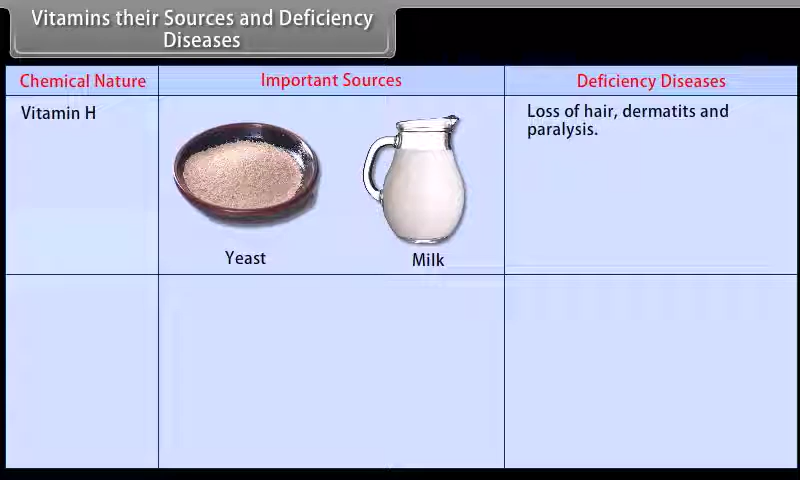 Vitamins their Sources and Deficiency
Diseases
Chemical Nature
Important Sources
Deficiency Diseases
Vitamin H
Loss of hair, dermatits and
paralysis.
Yeast
Milk